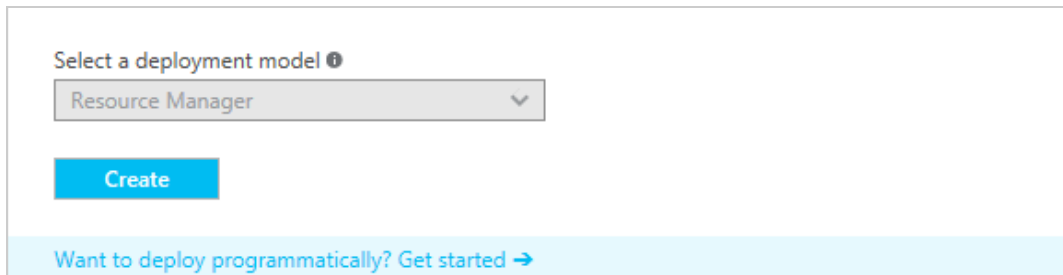 Select a deployment model
Resource Manager
Create
Want to deploy programmatically? Get started →